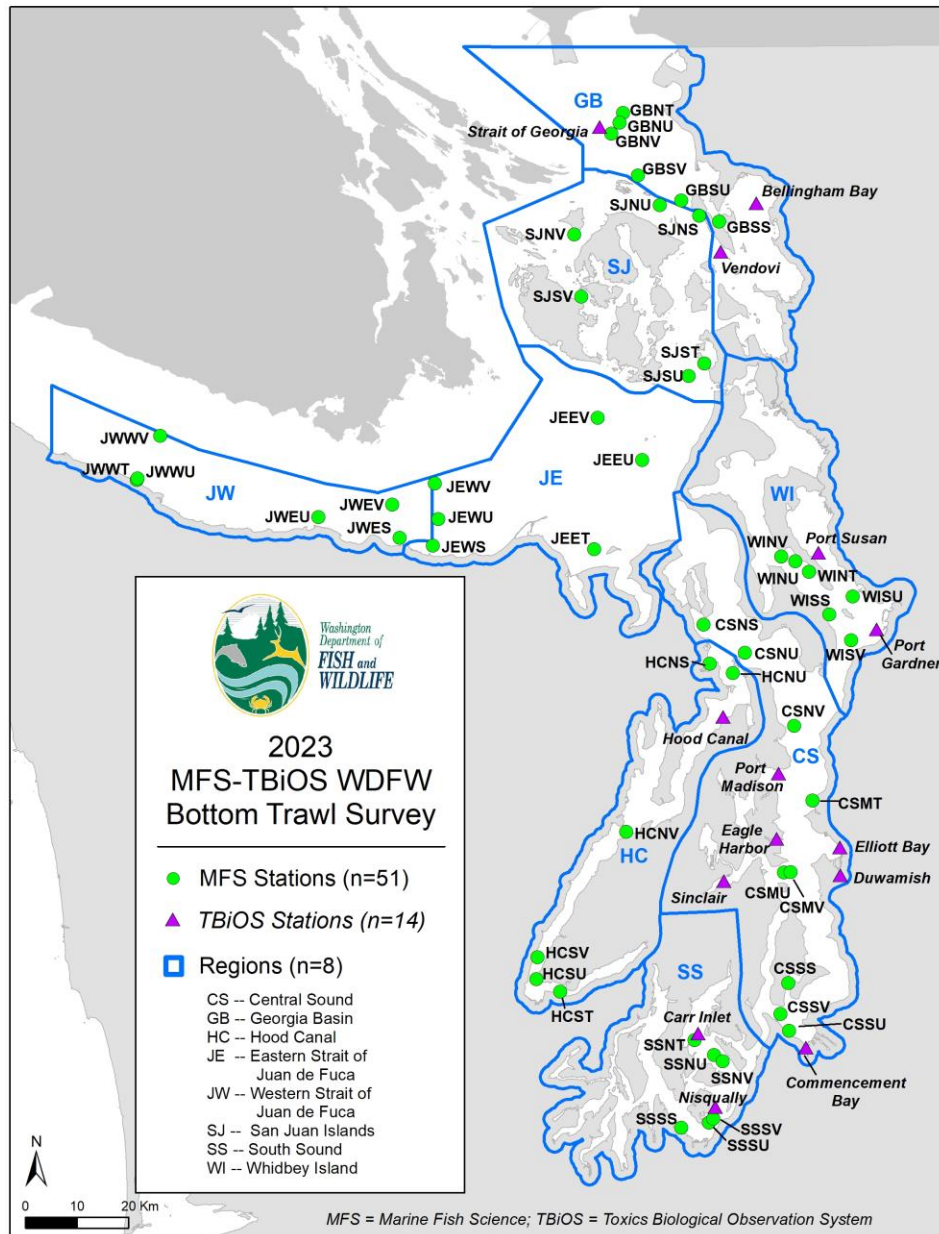 GBNT
GB
GBNU
Strait of Georgia
GBNV
GBSV
GBSU
Bellingham Bay
SJNU
SJNS
GBSS
SJNV
SJ
Vendovi
SJSV
SJST
SJSU
JEEV
JWWV
JEEU
JWWT
JWWU
JE
JEWV
JW
JWEV
WI
JEWU
JWEU
JWES
JEWS
JEET
WINV
Port Susan
WINU
WINT
WISU
WISS
CSNS
WISV
Port
Gardner
CSNU
HCNS
HCNU
Hood Canal
CSNV
CS
Port
Madison
CSMT
Eagle
Harbor
HCNV
HC
Elliott Bay
Duwamish
Sinclair
CSMU
CSMV
HCSV
HCSU
HCST
SS
CSSS
CSSV
CSSU
Carr Inlet
SSNT
SSNU
SSNV
Commencement
Bay
Nisqually
SSSS
SSSV
SSSU
Washington
Department of
FISH and
WILDLIFE
2023
MFS-TBiOS WDFW
Bottom Trawl Survey
MFS Stations (n=51)
TBiOS Stations (n=14)
Regions (n=8)
CS -- Central Sound
GB -- Georgia Basin
HC -- Hood Canal
JE -- Eastern Strait of
Juan de Fuca
JW -- Western Strait of
Juan de Fuca
SJ -- San Juan Islands
SS -- South Sound
WI -- Whidbey Island
N
0 10 20 Km
MFS = Marine Fish Science; TBiOS = Toxics Biological Observation System